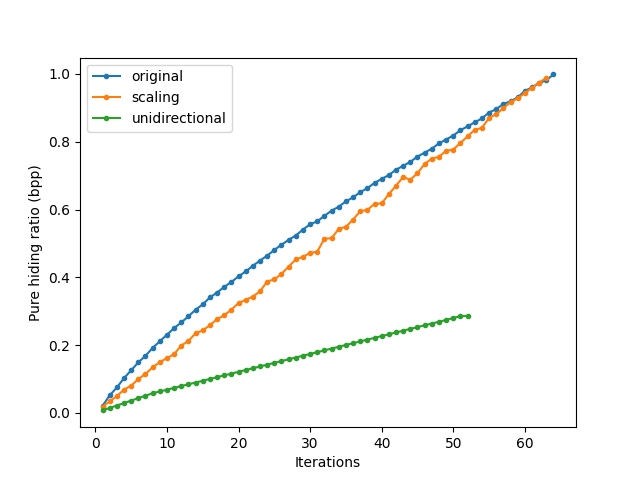 original
scaling
unidirectional
Pure hiding ratio (bpp)
1.0
0.8
0.6
0.4
0.2
0.0
0 10 20 30 40 50 60
Iterations